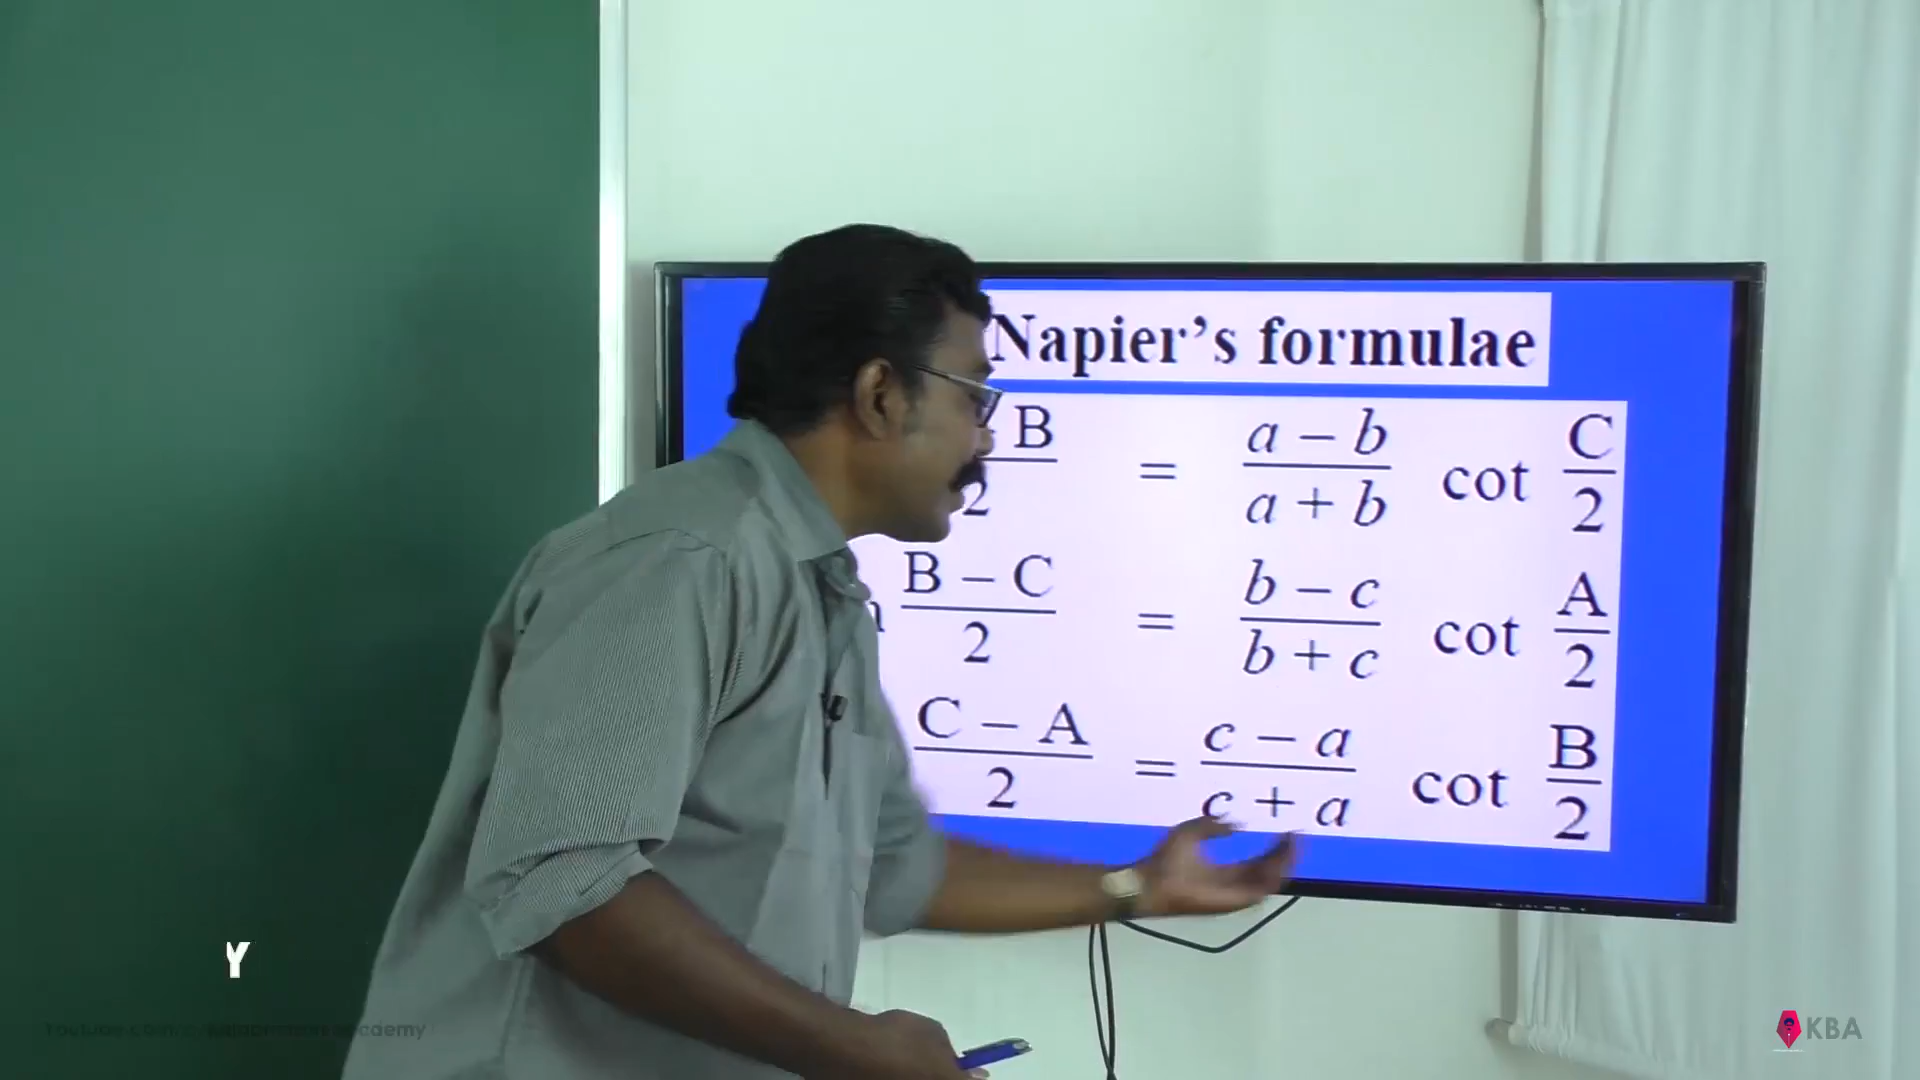 Napier's formulae
B/2 = a – b/a + b cot C/2
B – C/2 = b – c/b + c cot A/2
C – A/2 = c – a/c + a cot B/2
Y
KBA